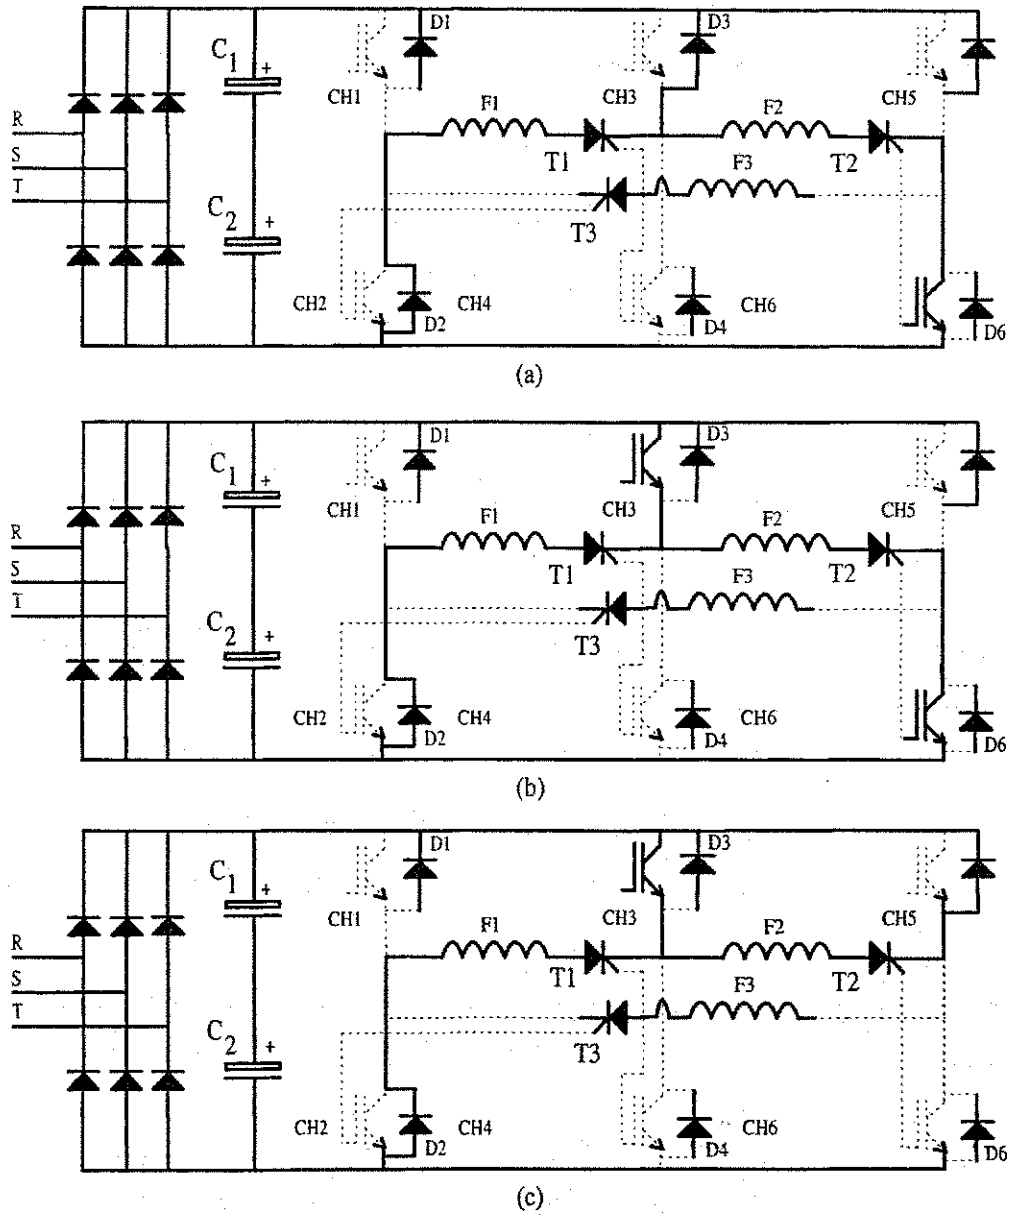 D1
D3
C1
+
CH1
CH3
CH5
F1
F2
R
T1
T2
S
F3
T
C2
+
T3
CH2
CH4
CH6
D2
D4
D6
(a)
D1
D3
C1
+
CH1
CH3
CH5
F1
F2
R
T1
T2
S
F3
T
C2
+
T3
CH2
CH4
CH6
D2
D4
D6
(b)
D1
D3
C1
+
CH1
CH3
CH5
F1
F2
R
T1
T2
S
F3
T
C2
+
T3
CH2
CH4
CH6
D2
D4
D6
(c)